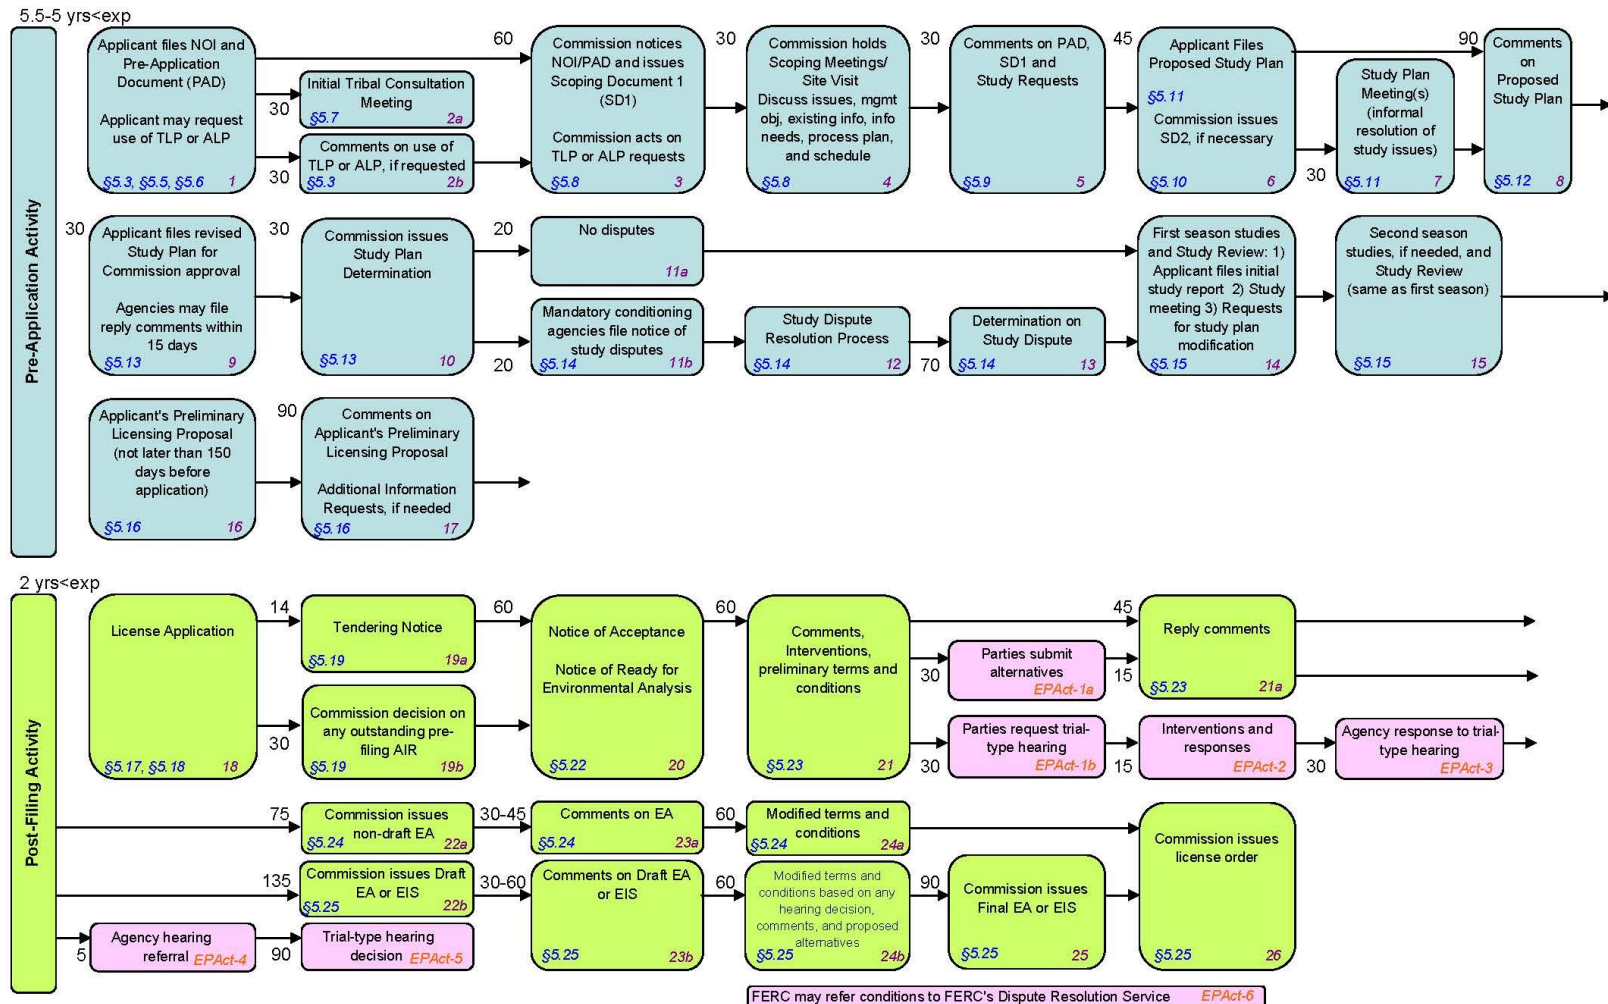 5.5-5 yrs<exp
Pre-Application Activity
Applicant files NOI and
Pre-Application
Document (PAD)
Applicant may request
use of TLP or ALP
§5.3, §5.5, §5.6 1
60
30
Initial Tribal Consultation
Meeting
§5.7 2a
30
Comments on use of
TLP or ALP, if requested
§5.3 2b
Commission notices
NOI/PAD and issues
Scoping Document 1
(SD1)
Commission acts on
TLP or ALP requests
§5.8 3
30
Commission holds
Scoping Meetings/
Site Visit
Discuss issues, mgmt
obj, existing info, info
needs, process plan,
and schedule
§5.8 4
30
Comments on PAD,
SD1 and
Study Requests
§5.9 5
45
Applicant Files
Proposed Study Plan
§5.11
Commission issues
SD2, if necessary
§5.10 6
90
30
Study Plan
Meeting(s)
(informal
resolution of
study issues)
§5.11 7
Comments
on
Proposed
Study Plan
§5.12 8
30
Applicant files revised
Study Plan for
Commission approval
Agencies may file
reply comments within
15 days
§5.13 9
30
Commission issues
Study Plan
Determination
§5.13 10
20
No disputes
11a
20
Mandatory conditioning
agencies file notice of
study disputes
§5.14 11b
Study Dispute
Resolution Process
§5.14 12
70
Determination on
Study Dispute
§5.14 13
First season studies
and Study Review: 1)
Applicant files initial
study report 2) Study
meeting 3) Requests
for study plan
modification
§5.15 14
Second season
studies, if needed, and
Study Review
(same as first season)
§5.15 15
Applicant's Preliminary
Licensing Proposal
(not later than 150
days before
application)
§5.16 16
90
Comments on
Applicant's Preliminary
Licensing Proposal
Additional Information
Requests, if needed
§5.16 17
2 yrs<exp
Post-Filing Activity
License Application
§5.17, §5.18 18
14
Tendering Notice
§5.19 19a
30
Commission decision on
any outstanding pre-
filing AIR
§5.19 19b
60
Notice of Acceptance
Notice of Ready for
Environmental Analysis
§5.22 20
60
Comments,
Interventions,
preliminary terms and
conditions
§5.23 21
45
30
Parties submit
alternatives
EPAct-1a
15
Reply comments
§5.23 21a
30
Parties request trial-
type hearing
EPAct-1b
15
Interventions and
responses
EPAct-2
30
Agency response to trial-
type hearing
EPAct-3
75
Commission issues
non-draft EA
§5.24 22a
30-45
Comments on EA
§5.24 23a
60
Modified terms and
conditions
§5.24 24a
135
Commission issues Draft
EA or EIS
§5.25 22b
30-60
Comments on Draft EA
or EIS
§5.25 23b
60
Modified terms and
conditions based on any
hearing decision,
comments, and proposed
alternatives
§5.25 24b
90
Commission issues
Final EA or EIS
§5.25 25
Commission issues
license order
§5.25 26
5
Agency hearing
referral EPAct-4
90
Trial-type hearing
decision EPAct-5
FERC may refer conditions to FERC's Dispute Resolution Service EPAct-6